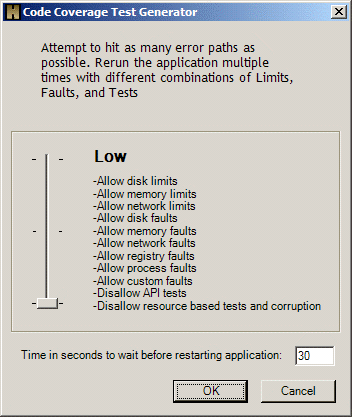 Code Coverage Test Generator
Attempt to hit as many error paths as
possible. Rerun the application multiple
times with different combinations of Limits,
Faults, and Tests
Low
-Allow disk limits
-Allow memory limits
-Allow network limits
-Allow disk faults
-Allow memory faults
-Allow network faults
-Allow registry faults
-Allow process faults
-Allow custom faults
-Disallow API tests
-Disallow resource based tests and corruption
Time in seconds to wait before restarting application: 30
OK Cancel